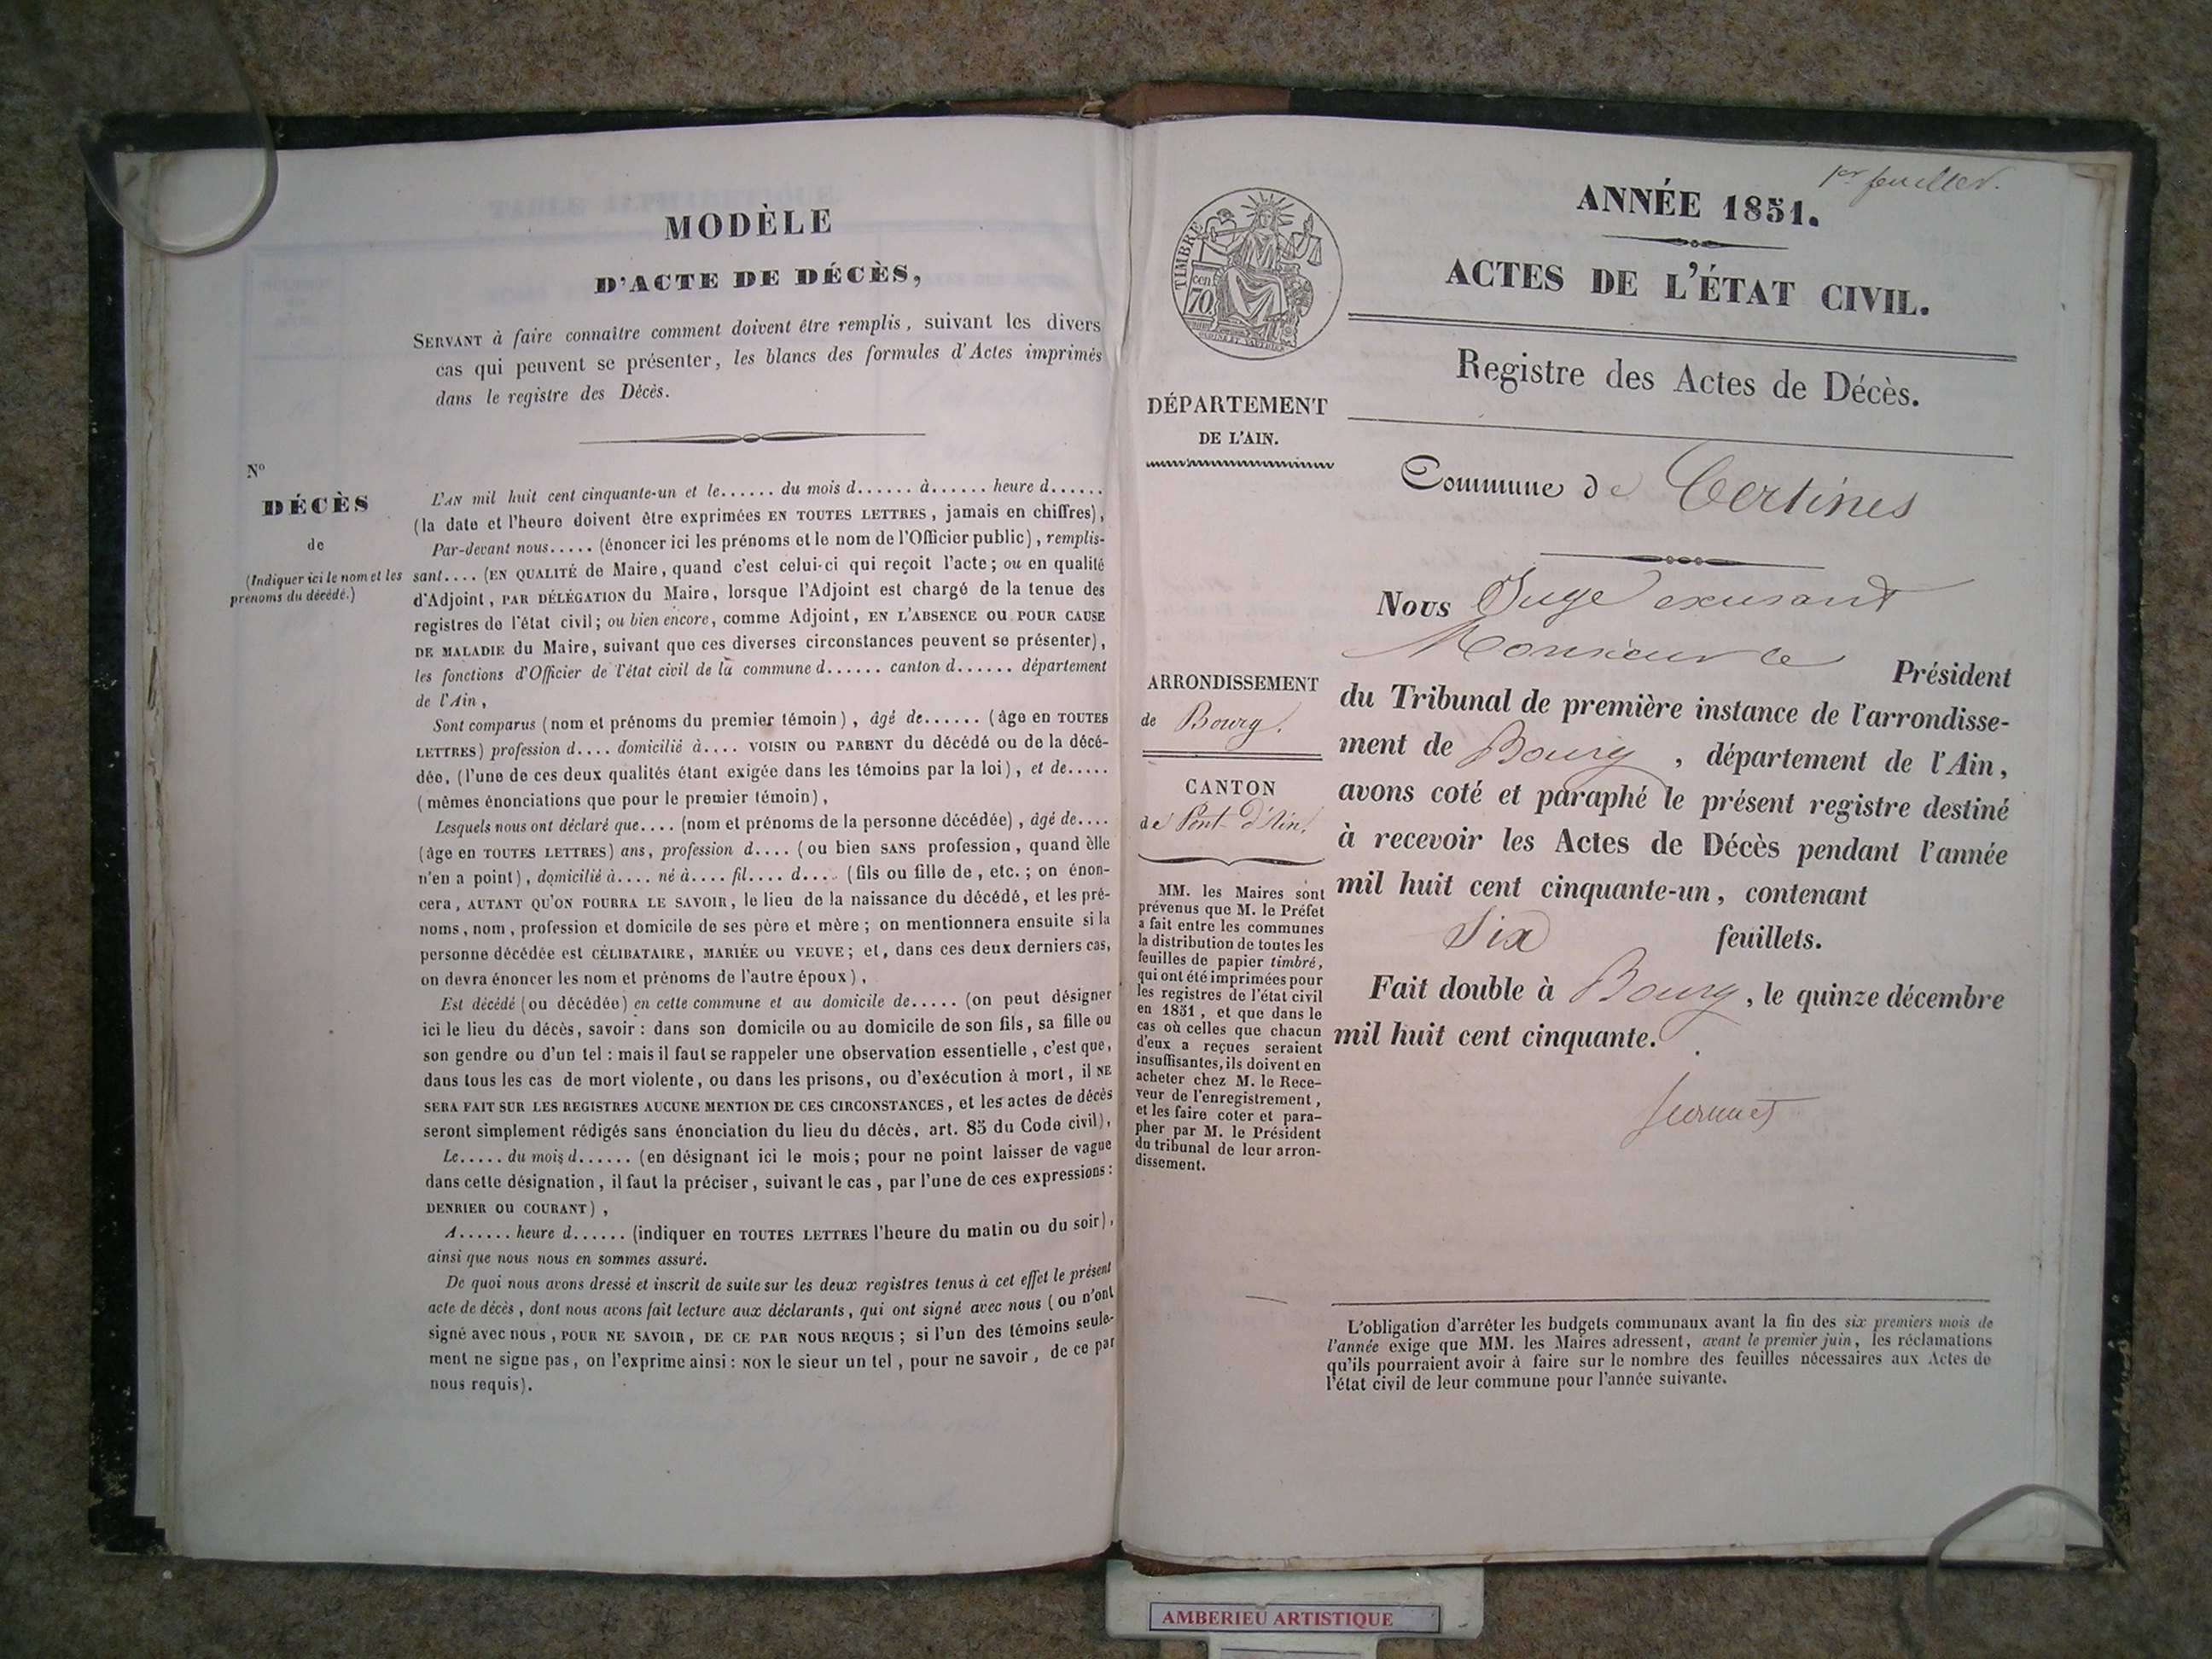 MODÈLE
D'ACTE DE DÉCÈS,
SERVANT à faire connaître comment doivent être remplis, suivant les divers
cas qui peuvent se présenter, les blancs des formules d'Actes imprimés
dans le registre des Décès.
N°
DÉCÈS
de
(Indiquer ici le nom et les
prénoms du décédé.)
L'AN mil huit cent cinquante-un et le...... du mois d...... à...... heure d......
(la date et l'heure doivent être exprimées EN TOUTES LETTRES, jamais en chiffres),
Par-devant nous..... (énoncer ici les prénoms et le nom de l'Officier public), remplis-
sant.... (EN QUALITÉ de Maire, quand c'est celui-ci qui reçoit l'acte; ou en qualité
d'Adjoint, PAR DÉLÉGATION du Maire, lorsque l'Adjoint est chargé de la tenue des
registres de l'état civil; ou bien encore, comme Adjoint, EN L'ABSENCE OU POUR CAUSE
DE MALADIE du Maire, suivant que ces diverses circonstances peuvent se présenter),
les fonctions d'Officier de l'état civil de la commune d...... canton d...... département
de l'Ain,
Sont comparus (nom et prénoms du premier témoin), âgé de...... (âge en TOUTES
LETTRES) profession d.... domicilié à.... VOISIN OU PARENT du décédé ou de la décé-
dée, (l'une de ces deux qualités étant exigée dans les témoins par la loi), et de.....
(mêmes énonciations que pour le premier témoin),
Lesquels nous ont déclaré que.... (nom et prénoms de la personne décédée), âgé de....
(âge en TOUTES LETTRES) ans, profession d.... (ou bien SANS profession, quand elle
n'en a point), domicilié à.... né à.... fil.... d.... (fils ou fille de, etc.; on énon-
cera, AUTANT QU'ON POURRA LE SAVOIR, le lieu de la naissance du décédé, et les pré-
noms, nom, profession et domicile de ses père et mère; on mentionnera ensuite si la
personne décédée est CÉLIBATAIRE, MARIÉE OU VEUVE; et, dans ces deux derniers cas,
on devra énoncer les nom et prénoms de l'autre époux),
Est décédé (ou décédée) en cette commune et au domicile de..... (on peut désigner
ici le lieu du décès, savoir: dans son domicile ou au domicile de son fils, sa fille ou
son gendre ou d'un tel: mais il faut se rappeler une observation essentielle, c'est que,
dans tous les cas de mort violente, ou dans les prisons, ou d'exécution à mort, il NE
SERA FAIT SUR LES REGISTRES AUCUNE MENTION DE CES CIRCONSTANCES, et les actes de décès
seront simplement rédigés sans énonciation du lieu du décès, art. 85 du Code civil),
Le..... du mois d...... (en désignant ici le mois; pour ne point laisser de vague
dans cette désignation, il faut la préciser, suivant le cas, par l'une de ces expressions:
DENRIER OU COURANT),
A...... heure d...... (indiquer en TOUTES LETTRES l'heure du matin ou du soir),
ainsi que nous nous en sommes assuré.
De quoi nous avons dressé et inscrit de suite sur les deux registres tenus à cet effet le présent
acte de décès, dont nous avons fait lecture aux déclarants, qui ont signé avec nous (ou n'ont
signé avec nous, POUR NE SAVOIR, DE CE PAR NOUS REQUIS; si l'un des témoins seule-
ment ne signe pas, on l'exprime ainsi: NON le sieur un tel, pour ne savoir, de ce par
nous requis).
1er feuillet.
TIMBRE
70 cen
ANNÉE 1851.
ACTES DE L'ÉTAT CIVIL.
Registre des Actes de Décès.
DÉPARTEMENT
DE L'AIN.
ARRONDISSEMENT
de Bourg.
CANTON
de Pont-d'Ain.
MM. les Maires sont
prévenus que M. le Préfet
a fait entre les communes
la distribution de toutes les
feuilles de papier timbré,
qui ont été imprimées pour
les registres de l'état civil
en 1851, et que dans le
cas où celles que chacun
d'eux a reçues seraient
insuffisantes, ils doivent en
acheter chez M. le Rece-
veur de l'enregistrement,
et les faire coter et para-
pher par M. le Président
du tribunal de leur arron-
dissement.
Commune de Certines
Nous Juge
Monsieur le Président
du Tribunal de première instance de l'arrondisse-
ment de Bourg, département de l'Ain,
avons coté et paraphé le présent registre destiné
à recevoir les Actes de Décès pendant l'année
mil huit cent cinquante-un, contenant
Six feuillets.
Fait double à Bourg, le quinze décembre
mil huit cent cinquante.
L'obligation d'arrêter les budgets communaux avant la fin des six premiers mois de
l'année exige que MM. les Maires adressent, avant le premier juin, les réclamations
qu'ils pourraient avoir à faire sur le nombre des feuilles nécessaires aux Actes de
l'état civil de leur commune pour l'année suivante.
AMBERIEU ARTISTIQUE